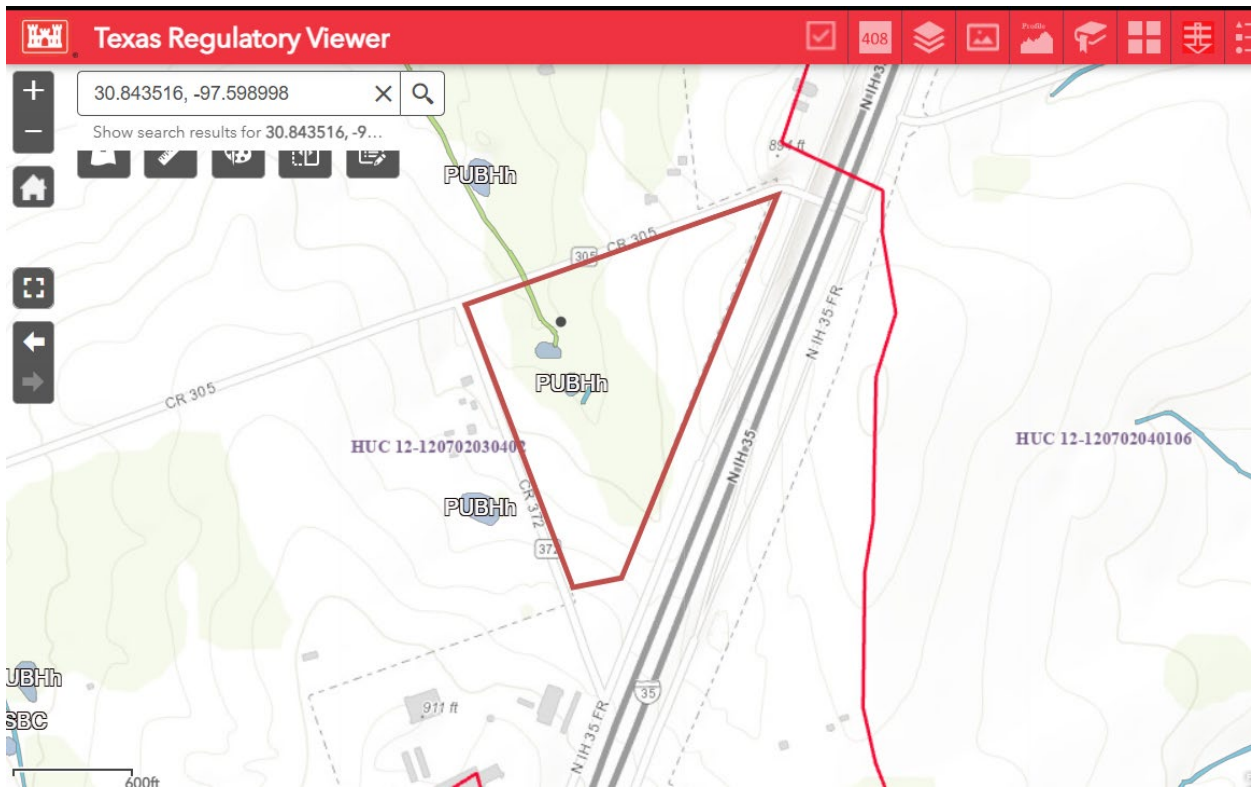 Texas Regulatory Viewer
408
Profile
30.843516, -97.598998
Show search results for 30.843516, -9...
894 ft
PUBHh
CR 305
305
N IH 35 FR
PUBHh
CR 305
HUC 12-120702030402
N IH 35
HUC 12-120702040106
PUBHh
CR 372
372
UBHh
SBC
911 ft
35
N IH 35 FR
600ft